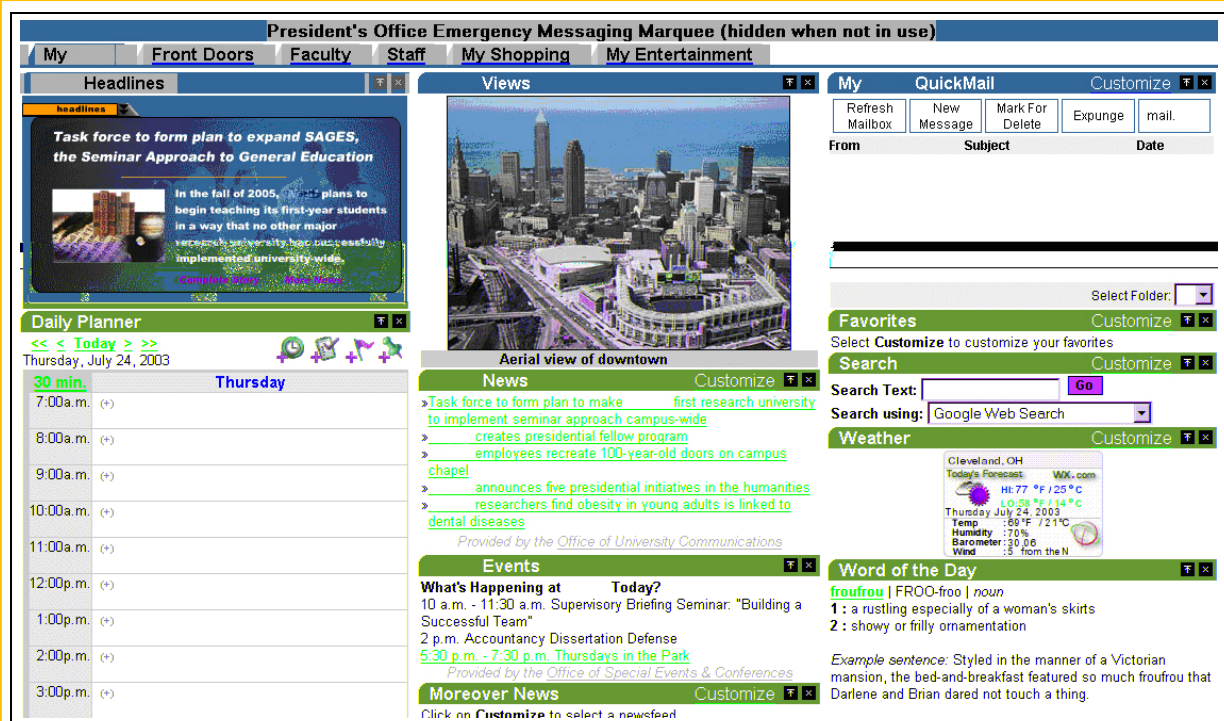 President's Office Emergency Messaging Marquee (hidden when not in use)
My
Front Doors
Faculty
Staff
My Shopping
My Entertainment
Headlines
headlines
Task force to form plan to expand SAGES,
the Seminar Approach to General Education
In the fall of 2005, plans to
begin teaching its first-year students
in a way that no other major
research university has successfully
implemented university-wide.
Complete Story
More News
Daily Planner
<< < Today > >>
Thursday, July 24, 2003
30 min.
Thursday
7:00a.m. (+)
8:00a.m. (+)
9:00a.m. (+)
10:00a.m. (+)
11:00a.m. (+)
12:00p.m. (+)
1:00p.m. (+)
2:00p.m. (+)
3:00p.m. (+)
Views
Aerial view of downtown
News
Customize
»Task force to form plan to make first research university
to implement seminar approach campus-wide
» creates presidential fellow program
» employees recreate 100-year-old doors on campus
chapel
» announces five presidential initiatives in the humanities
» researchers find obesity in young adults is linked to
dental diseases
Provided by the Office of University Communications
Events
What's Happening at Today?
10 a.m. - 11:30 a.m. Supervisory Briefing Seminar: "Building a
Successful Team"
2 p.m. Accountancy Dissertation Defense
5:30 p.m. - 7:30 p.m. Thursdays in the Park
Provided by the Office of Special Events & Conferences
Moreover News
Customize
Click on Customize to select a newsfeed
My QuickMail
Customize
Refresh
Mailbox
New
Message
Mark For
Delete
Expunge
mail.
From
Subject
Date
Select Folder:
Favorites
Customize
Select Customize to customize your favorites
Search
Customize
Search Text:
Go
Search using: Google Web Search
Weather
Customize
Cleveland, OH
Today's Forecast WX.com
HI:77 °F / 25°C
LO:58 °F / 14°C
Thursday July 24, 2003
Temp :69°F / 21°C
Humidity :70%
Barometer:30.06
Wind :5 from the N
Word of the Day
froufrou | FROO-froo | noun
1 : a rustling especially of a woman's skirts
2 : showy or frilly ornamentation
Example sentence: Styled in the manner of a Victorian
mansion, the bed-and-breakfast featured so much froufrou that
Darlene and Brian dared not touch a thing.